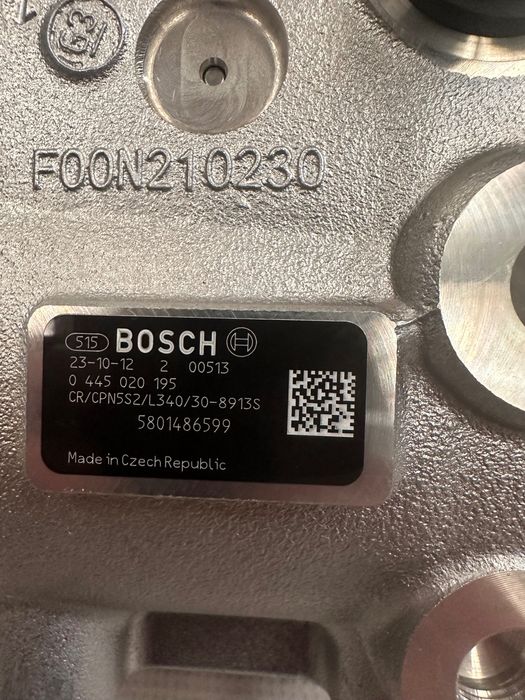 F00N210230
515 BOSCH
23-10-12 2 00513
0 445 020 195
CR/CPN5S2/L340/30-8913S
5801486599
Made in Czech Republic